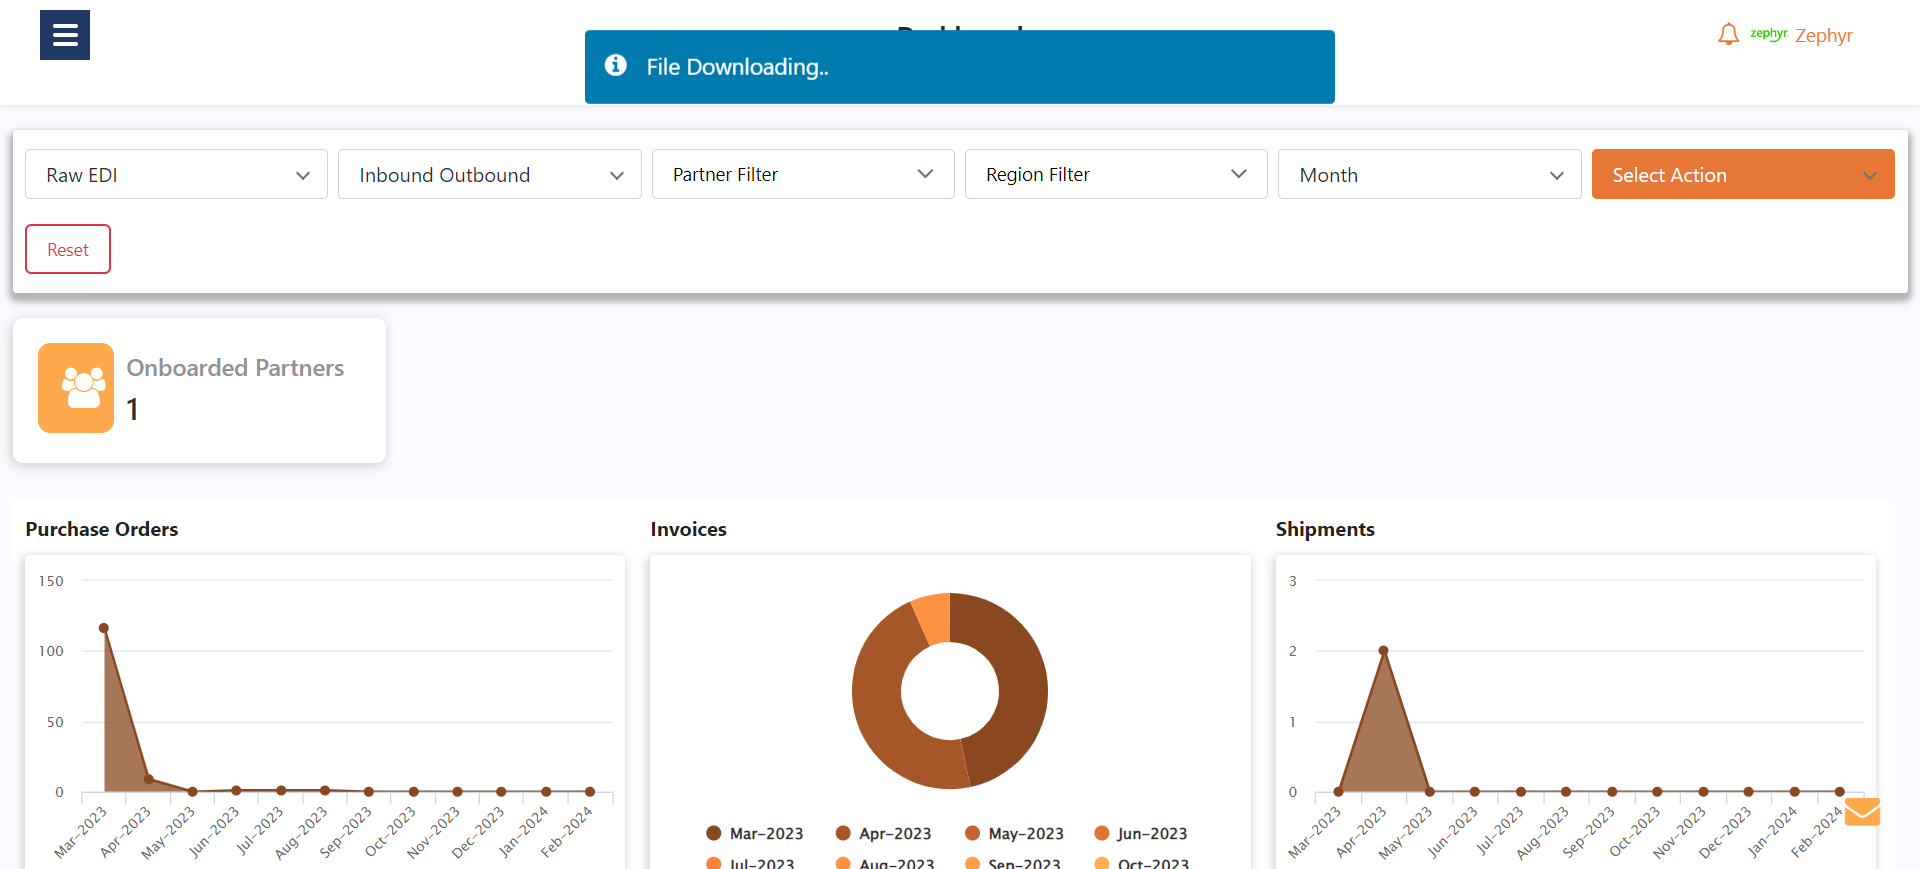 File Downloading..
zephyr Zephyr
Raw EDI
Inbound Outbound
Partner Filter
Region Filter
Month
Select Action
Reset
Onboarded Partners
1
Purchase Orders
150
100
50
0
Mar-2023
Apr-2023
May-2023
Jun-2023
Jul-2023
Aug-2023
Sep-2023
Oct-2023
Nov-2023
Dec-2023
Jan-2024
Feb-2024
Invoices
Mar-2023 Apr-2023 May-2023 Jun-2023
Jul-2023 Aug-2023 Sep-2023 Oct-2023
Shipments
3
2
1
0
Mar-2023
Apr-2023
May-2023
Jun-2023
Jul-2023
Aug-2023
Sep-2023
Oct-2023
Nov-2023
Dec-2023
Jan-2024
Feb-2024